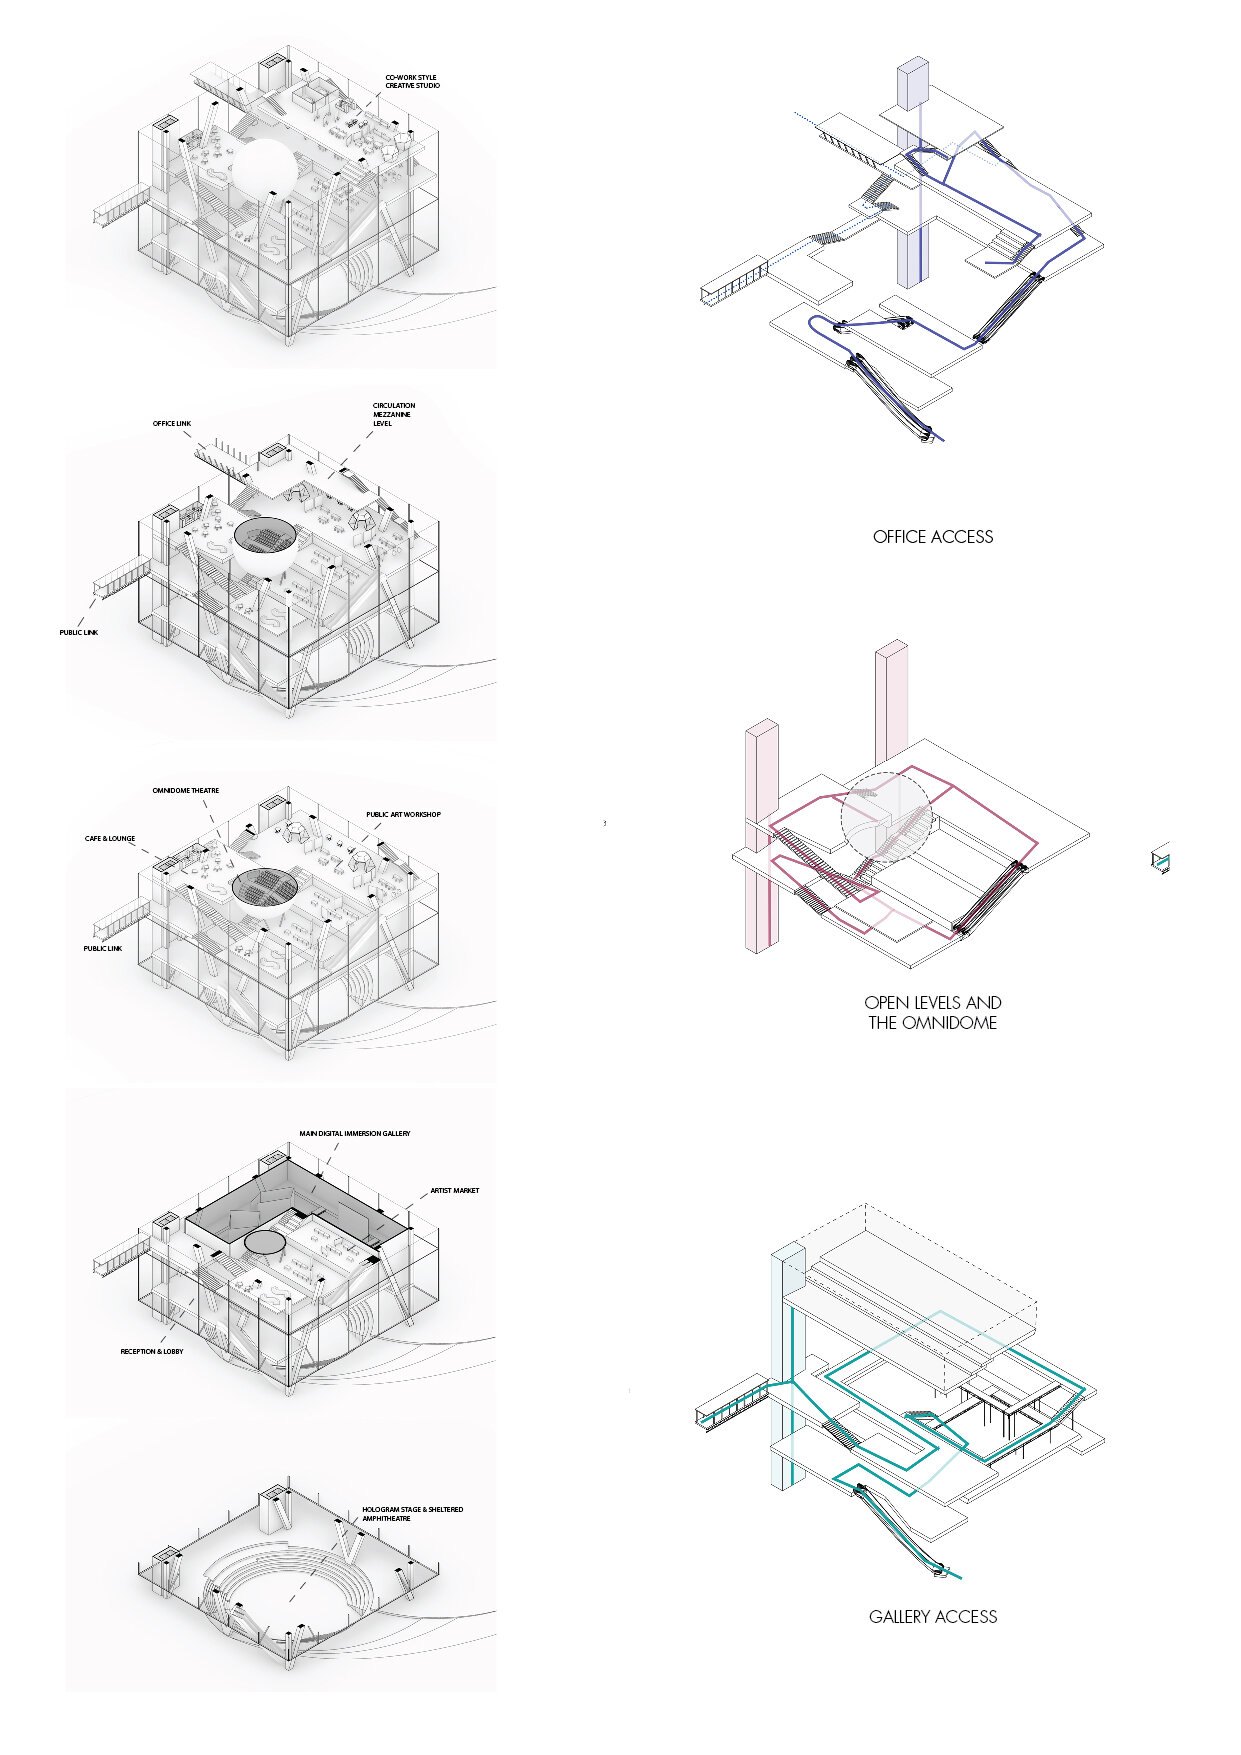 CO-WORK STYLE
CREATIVE STUDIO
CIRCULATION
MEZZANINE
LEVEL
OFFICE LINK
PUBLIC LINK
OMNIDOME THEATRE
PUBLIC ART WORKSHOP
CAFE & LOUNGE
PUBLIC LINK
MAIN DIGITAL IMMERSION GALLERY
ARTIST MARKET
RECEPTION & LOBBY
HOLOGRAM STAGE & SHELTERED
AMPHITHEATRE
OFFICE ACCESS
3
OPEN LEVELS AND
THE OMNIDOME
GALLERY ACCESS